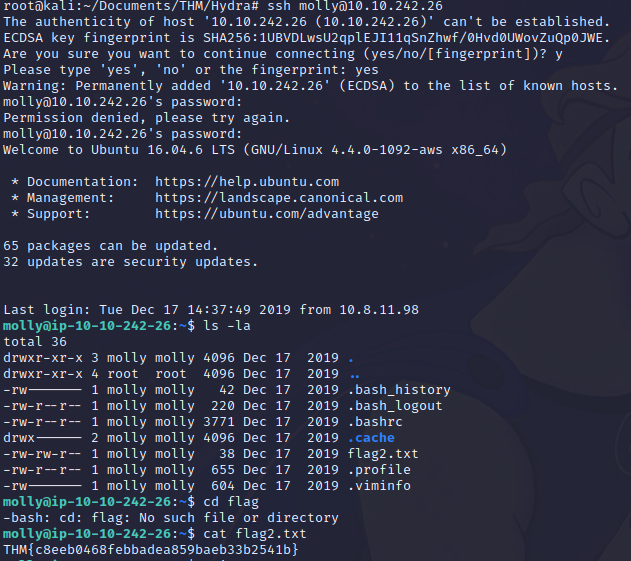 root@kali:~/Documents/THM/Hydra# ssh molly@10.10.242.26
The authenticity of host '10.10.242.26 (10.10.242.26)' can't be established.
ECDSA key fingerprint is SHA256:1UBVDLwsU2qplEJI11qSnZhwf/0Hvd0UWovZuQp0JWE.
Are you sure you want to continue connecting (yes/no/[fingerprint])? y
Please type 'yes', 'no' or the fingerprint: yes
Warning: Permanently added '10.10.242.26' (ECDSA) to the list of known hosts.
molly@10.10.242.26's password:
Permission denied, please try again.
molly@10.10.242.26's password:
Welcome to Ubuntu 16.04.6 LTS (GNU/Linux 4.4.0-1092-aws x86_64)
* Documentation:  https://help.ubuntu.com
* Management:     https://landscape.canonical.com
* Support:        https://ubuntu.com/advantage
65 packages can be updated.
32 updates are security updates.
Last login: Tue Dec 17 14:37:49 2019 from 10.8.11.98
molly@ip-10-10-242-26:~$ ls -la
total 36
drwxr-xr-x 3 molly molly 4096 Dec 17  2019 .
drwxr-xr-x 4 root  root  4096 Dec 17  2019 ..
-rw------- 1 molly molly   42 Dec 17  2019 .bash_history
-rw-r--r-- 1 molly molly  220 Dec 17  2019 .bash_logout
-rw-r--r-- 1 molly molly 3771 Dec 17  2019 .bashrc
drwx------ 2 molly molly 4096 Dec 17  2019 .cache
-rw-rw-r-- 1 molly molly   38 Dec 17  2019 flag2.txt
-rw-r--r-- 1 molly molly  655 Dec 17  2019 .profile
-rw------- 1 molly molly  604 Dec 17  2019 .viminfo
molly@ip-10-10-242-26:~$ cd flag
-bash: cd: flag: No such file or directory
molly@ip-10-10-242-26:~$ cat flag2.txt
THM{c8eeb0468febbadea859baeb33b2541b}